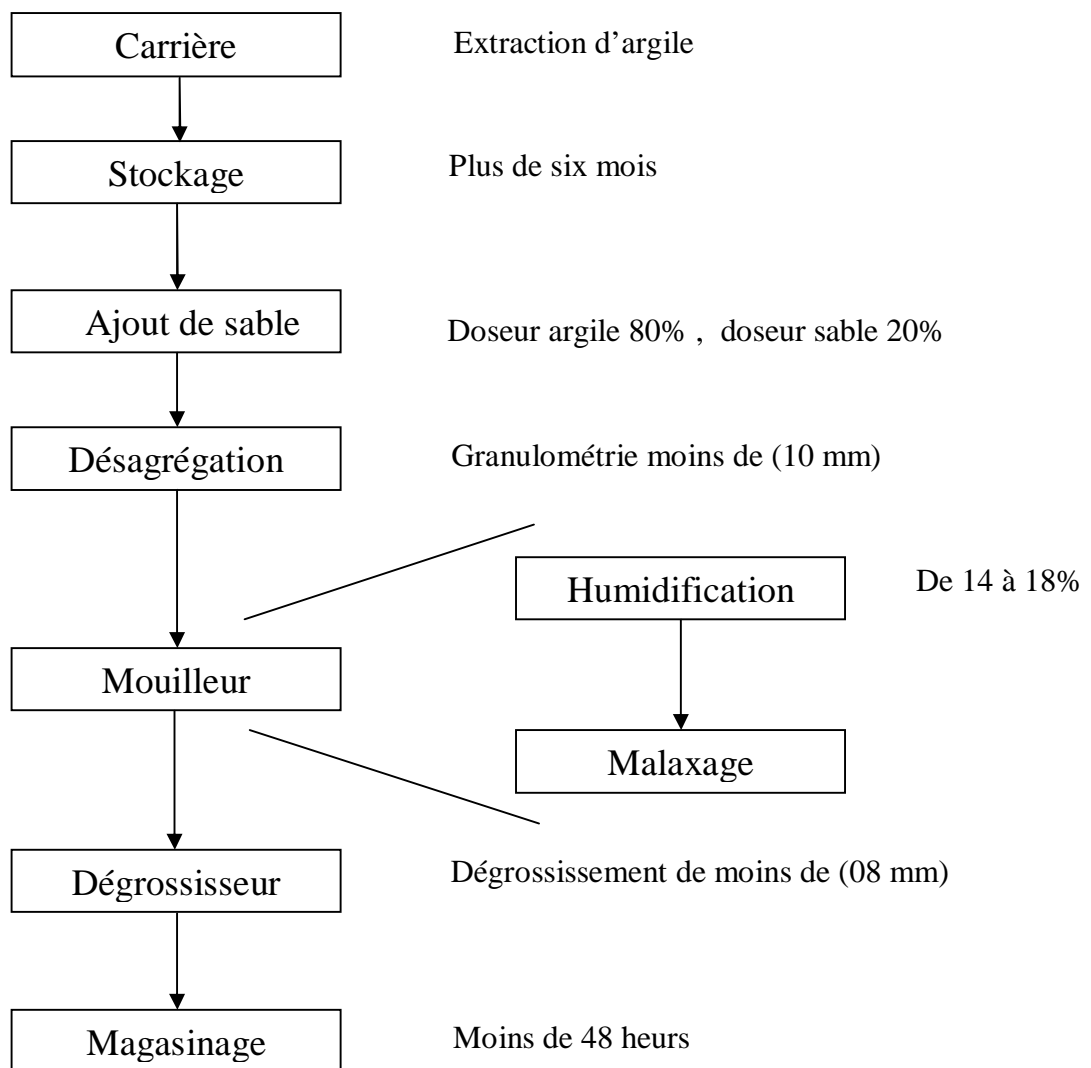 Carrière
Extraction d’argile
Stockage
Plus de six mois
Ajout de sable
Doseur argile 80% , doseur sable 20%
Désagrégation
Granulométrie moins de (10 mm)
Humidification
De 14 à 18%
Mouilleur
Malaxage
Dégrossisseur
Dégrossissement de moins de (08 mm)
Magasinage
Moins de 48 heurs